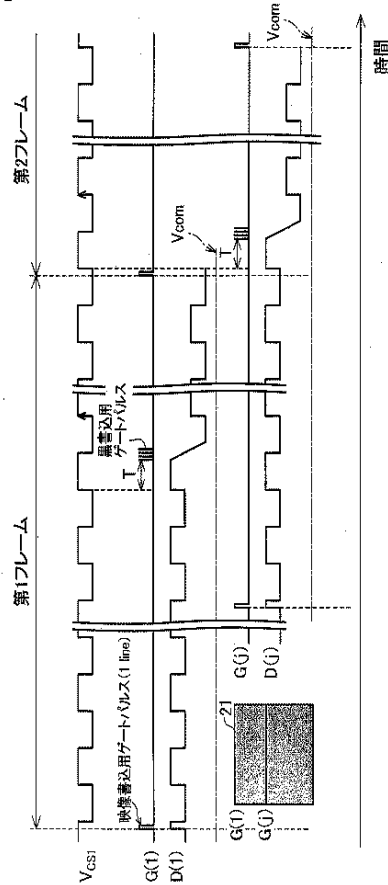 第1フレーム
第2フレーム
VCS1
映像書込用ゲートパルス(1 line)
T
黒書込用
ゲートパルス
G(1)
D(1)
Vcom
G(1)
G(j)
21
G(j)
D(j)
T
Vcom
時間